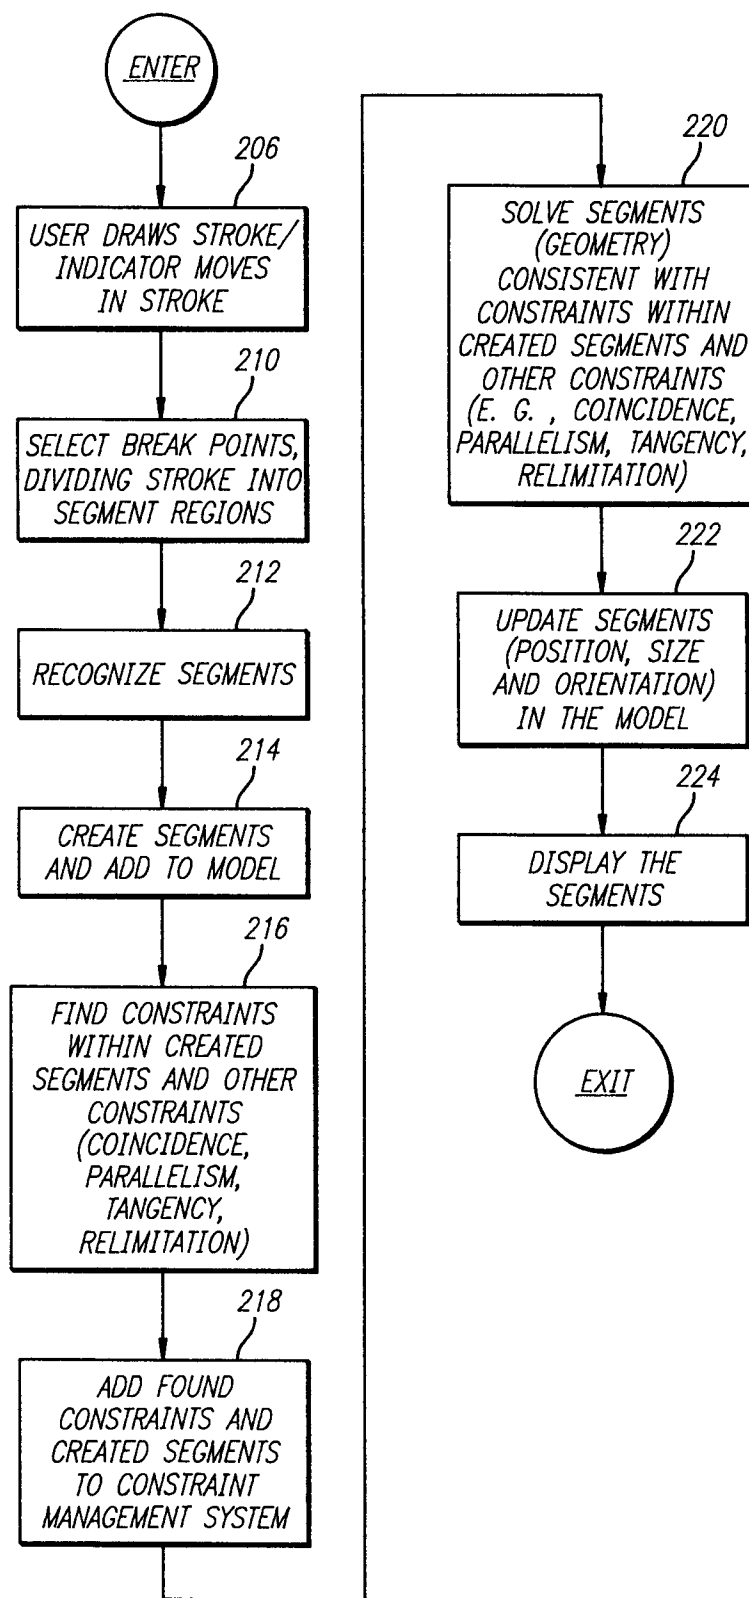 ENTER
206
USER DRAWS STROKE/
INDICATOR MOVES
IN STROKE
210
SELECT BREAK POINTS,
DIVIDING STROKE INTO
SEGMENT REGIONS
212
RECOGNIZE SEGMENTS
214
CREATE SEGMENTS
AND ADD TO MODEL
216
FIND CONSTRAINTS
WITHIN CREATED
SEGMENTS AND OTHER
CONSTRAINTS
(COINCIDENCE,
PARALLELISM,
TANGENCY,
RELIMITATION)
218
ADD FOUND
CONSTRAINTS AND
CREATED SEGMENTS
TO CONSTRAINT
MANAGEMENT SYSTEM
220
SOLVE SEGMENTS
(GEOMETRY)
CONSISTENT WITH
CONSTRAINTS WITHIN
CREATED SEGMENTS AND
OTHER CONSTRAINTS
(E. G. , COINCIDENCE,
PARALLELISM, TANGENCY,
RELIMITATION)
222
UPDATE SEGMENTS
(POSITION, SIZE
AND ORIENTATION)
IN THE MODEL
224
DISPLAY THE
SEGMENTS
EXIT